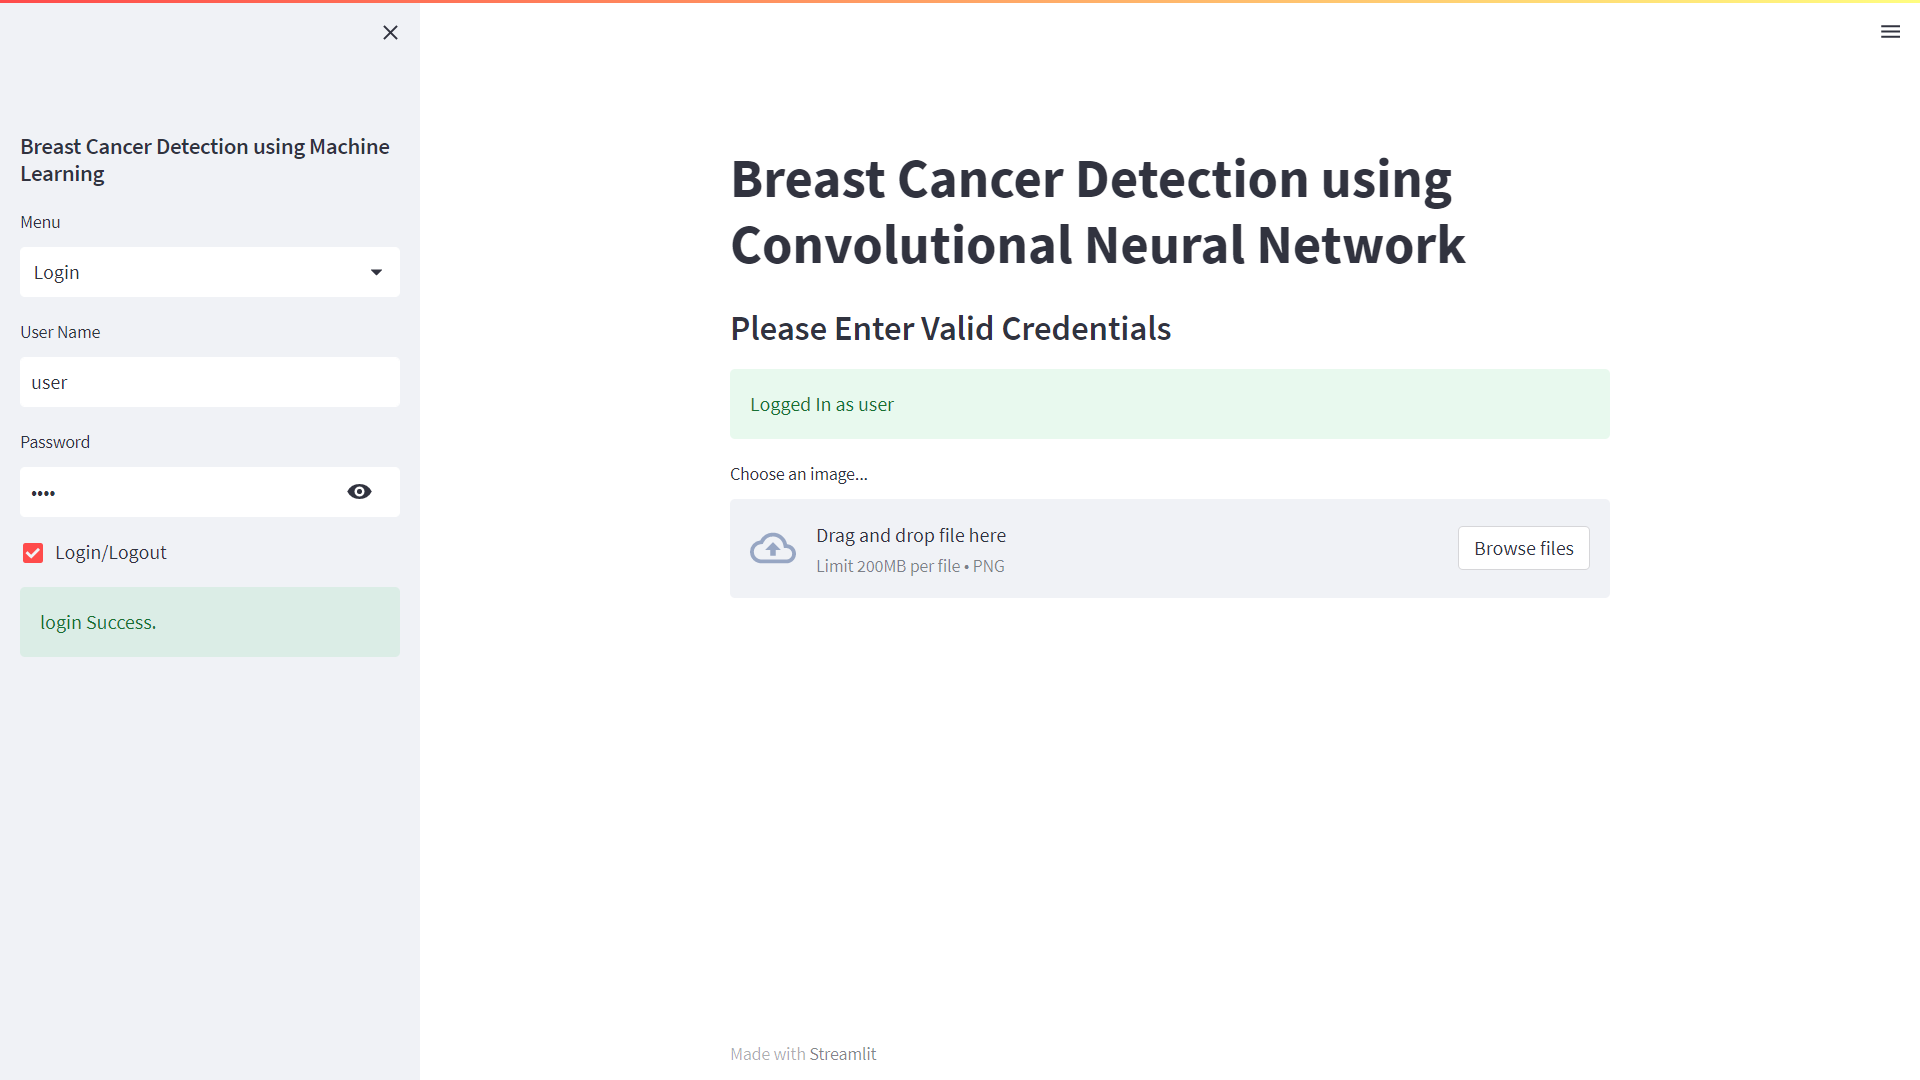 Breast Cancer Detection using Machine
Learning
Menu
Login
User Name
user
Password
••••
Login/Logout
login Success.
Breast Cancer Detection using
Convolutional Neural Network
Please Enter Valid Credentials
Logged In as user
Choose an image...
Drag and drop file here
Limit 200MB per file • PNG
Browse files
Made with Streamlit